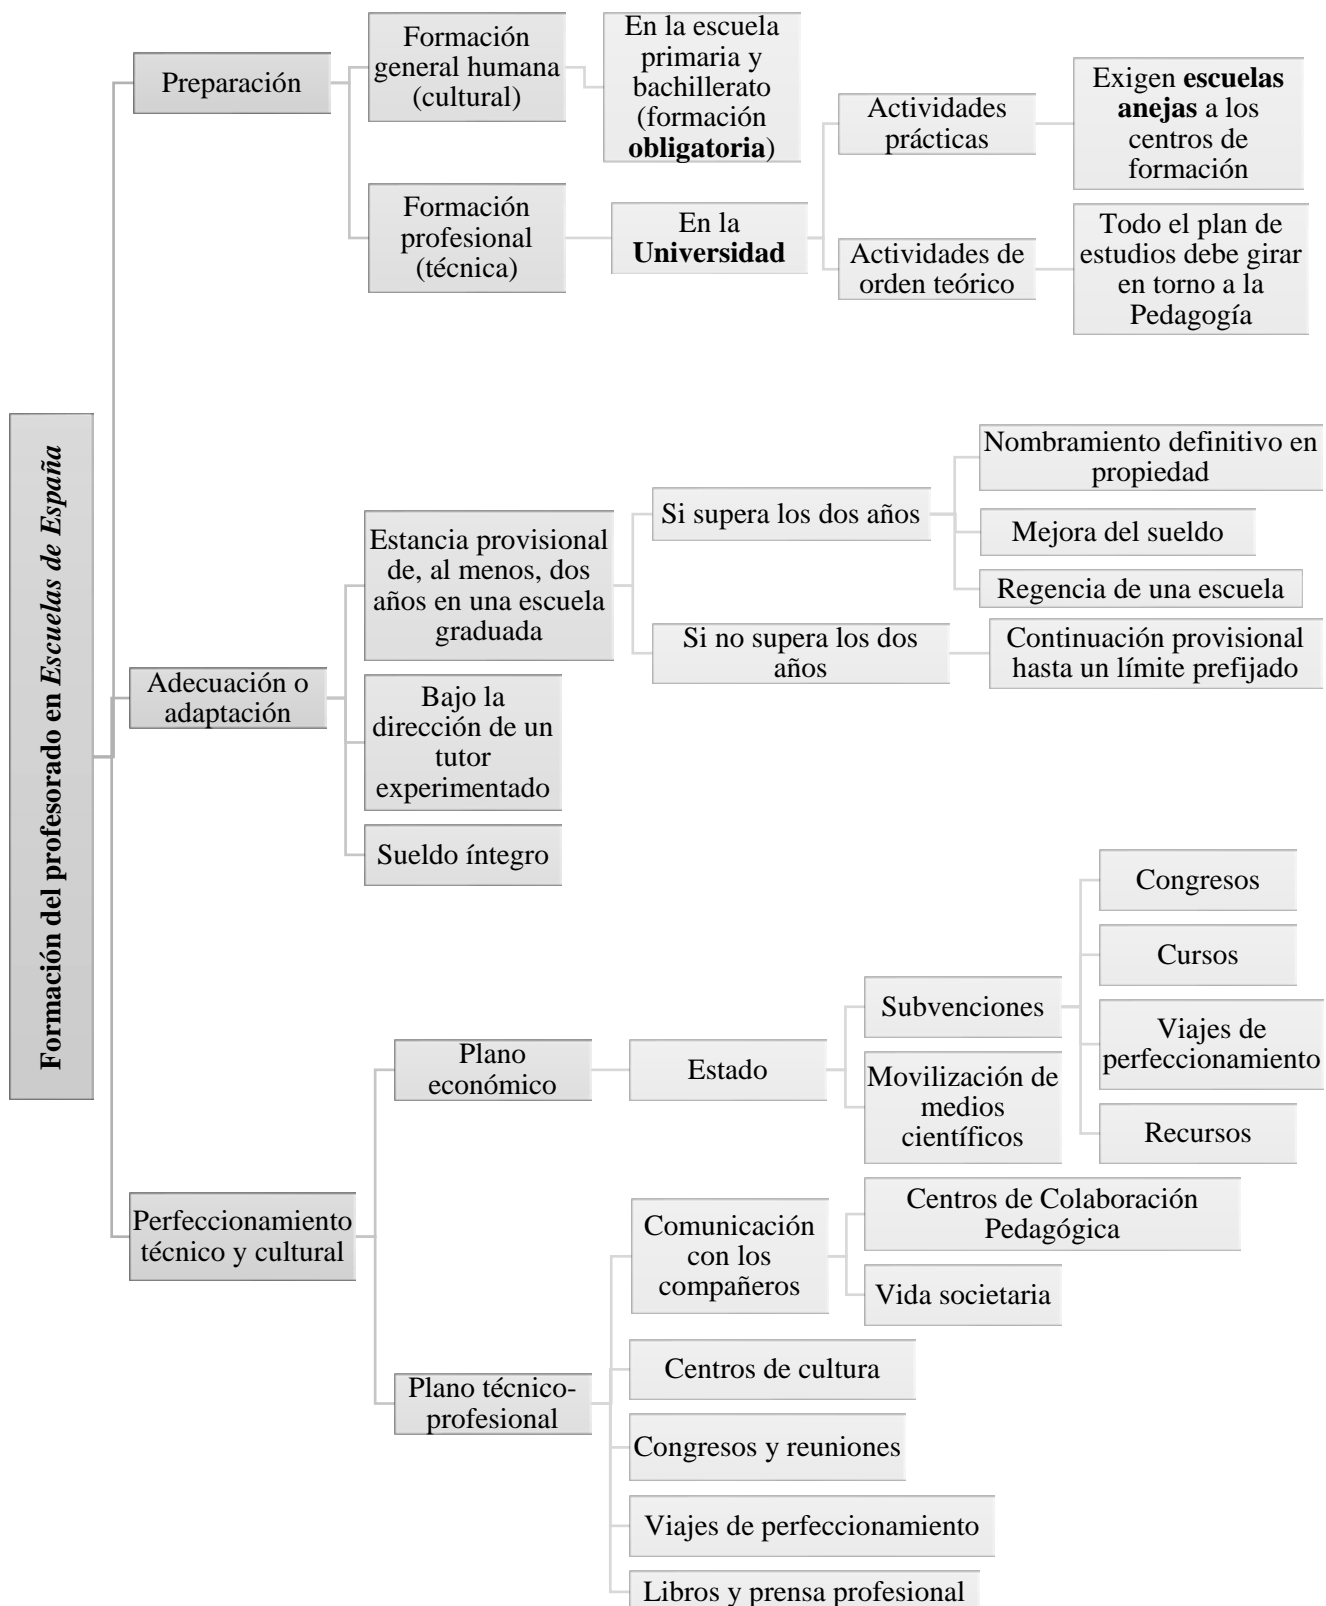 Formación del profesorado en Escuelas de España
Preparación
Formación
general humana
(cultural)
En la escuela
primaria y
bachillerato
(formación
obligatoria)
Formación
profesional
(técnica)
En la
Universidad
Actividades
prácticas
Exigen escuelas
anejas a los
centros de
formación
Actividades de
orden teórico
Todo el plan de
estudios debe girar
en torno a la
Pedagogía
Adecuación o
adaptación
Estancia provisional
de, al menos, dos
años en una escuela
graduada
Si supera los dos años
Nombramiento definitivo en
propiedad
Mejora del sueldo
Regencia de una escuela
Si no supera los dos
años
Continuación provisional
hasta un límite prefijado
Bajo la
dirección de un
tutor
experimentado
Sueldo íntegro
Perfeccionamiento
técnico y cultural
Plano
económico
Estado
Subvenciones
Congresos
Cursos
Viajes de
perfeccionamiento
Recursos
Movilización de
medios
científicos
Plano técnico-
profesional
Comunicación
con los
compañeros
Centros de Colaboración
Pedagógica
Vida societaria
Centros de cultura
Congresos y reuniones
Viajes de perfeccionamiento
Libros y prensa profesional